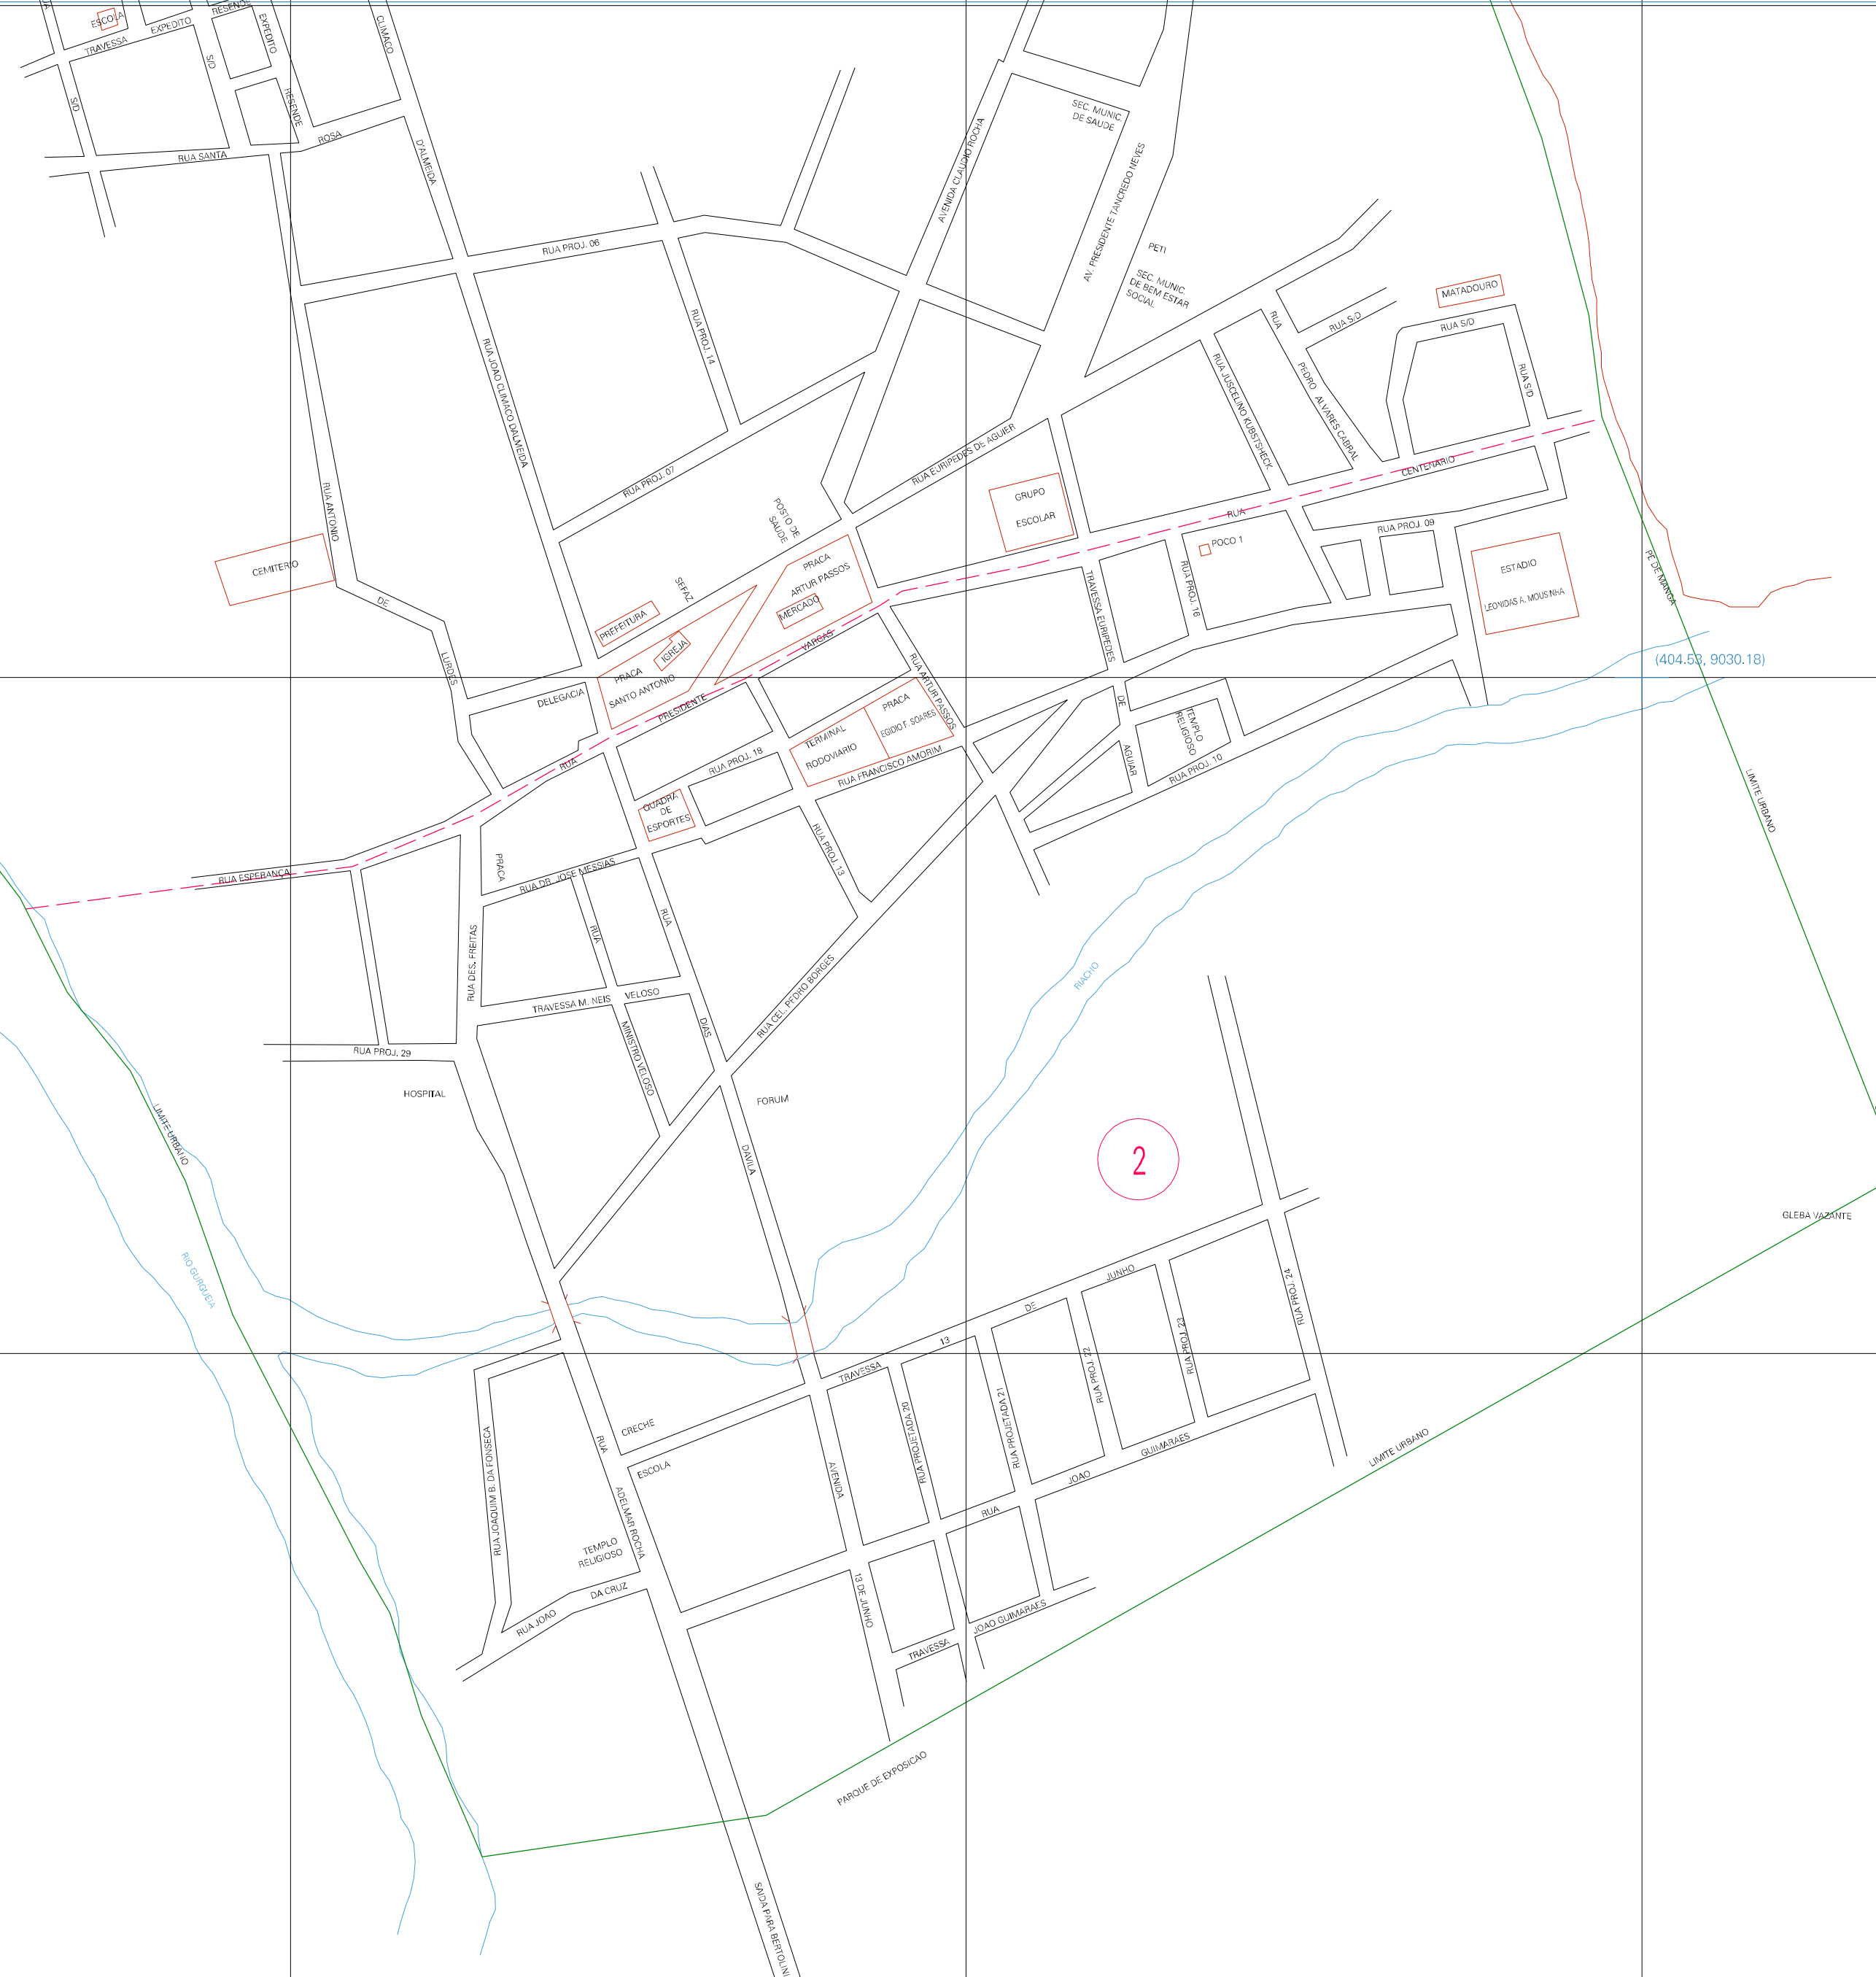 ESCOLA
TRAVESSA
EXPEDITO
RESENDE
EXPEDITO
S/D
S/D
RESENDE
CLIMACO
D'ALMEIDA
RUA SANTA
ROSA
RUA PROJ. 06
RUA PROJ. 14
AVENIDA CLAUDIO ROCHA
SEC. MUNIC.
DE SAUDE
AV. PRESIDENTE TANCREDO NEVES
PETI
SEC. MUNIC.
DE BEM ESTAR
SOCIAL
MATADOURO
RUA S/D
RUA S/D
RUA S/D
RUA
PEDRO
ALVARES CABRAL
RUA JUSCELINO KUBSTSHECK
RUA JOAO CLIMACO DALMEIDA
RUA PROJ. 07
RUA EURIPEDES DE AGUIER
CENTENARIO
RUA
GRUPO
ESCOLAR
POCO 1
RUA PROJ. 09
ESTADIO
LEONIDAS A. MOUSINHA
PE DE MANGA
(404.53, 9030.18)
RUA ANTONIO
DE
LURDES
CEMITERIO
POSTO DE
SAUDE
SEFAZ
PRACA
ARTUR PASSOS
MERCADO
PREFEITURA
IGREJA
PRACA
SANTO ANTONIO
DELEGACIA
VARGAS
PRESIDENTE
RUA
RUA ESPERANÇA
TRAVESSA EURIPEDES
DE
AGUIAR
RUA PROJ. 16
RUA ARTUR PASSOS
TERMINAL
RODOVIARIO
PRACA
EGIDIO F. SOARES
RUA FRANCISCO AMORIM
RUA PROJ. 18
QUADRA
DE
ESPORTES
TEMPLO
RELIGIOSO
RUA PROJ. 10
LIMITE URBANO
PRACA
RUA DR. JOSE MESSIAS
RUA PROJ. 13
RUA DES. FREITAS
RUA
RUA
TRAVESSA M. NEIS
VELOSO
MINISTRO VELOSO
DIAS
DAVILA
RUA CEL. PEDRO BORGES
RIACHO
RUA PROJ. 29
HOSPITAL
FORUM
LIMITE URBANO
2
GLEBA VAZANTE
RIO GURGUEIA
TRAVESSA
13
DE
JUNHO
RUA PROJ. 24
RUA PROJ. 23
RUA PROJ. 22
RUA PROJETADA 21
RUA PROJETADA 20
CRECHE
ESCOLA
RUA
ADELMAR ROCHA
RUA JOAQUIM B. DA FONSECA
AVENIDA
13 DE JUNHO
RUA
JOAO
GUIMARAES
LIMITE URBANO
TEMPLO
RELIGIOSO
RUA JOAO
DA CRUZ
TRAVESSA
JOAO GUIMARAES
PARQUE DE EXPOSICAO
SAIDA PARA BERTOLINI